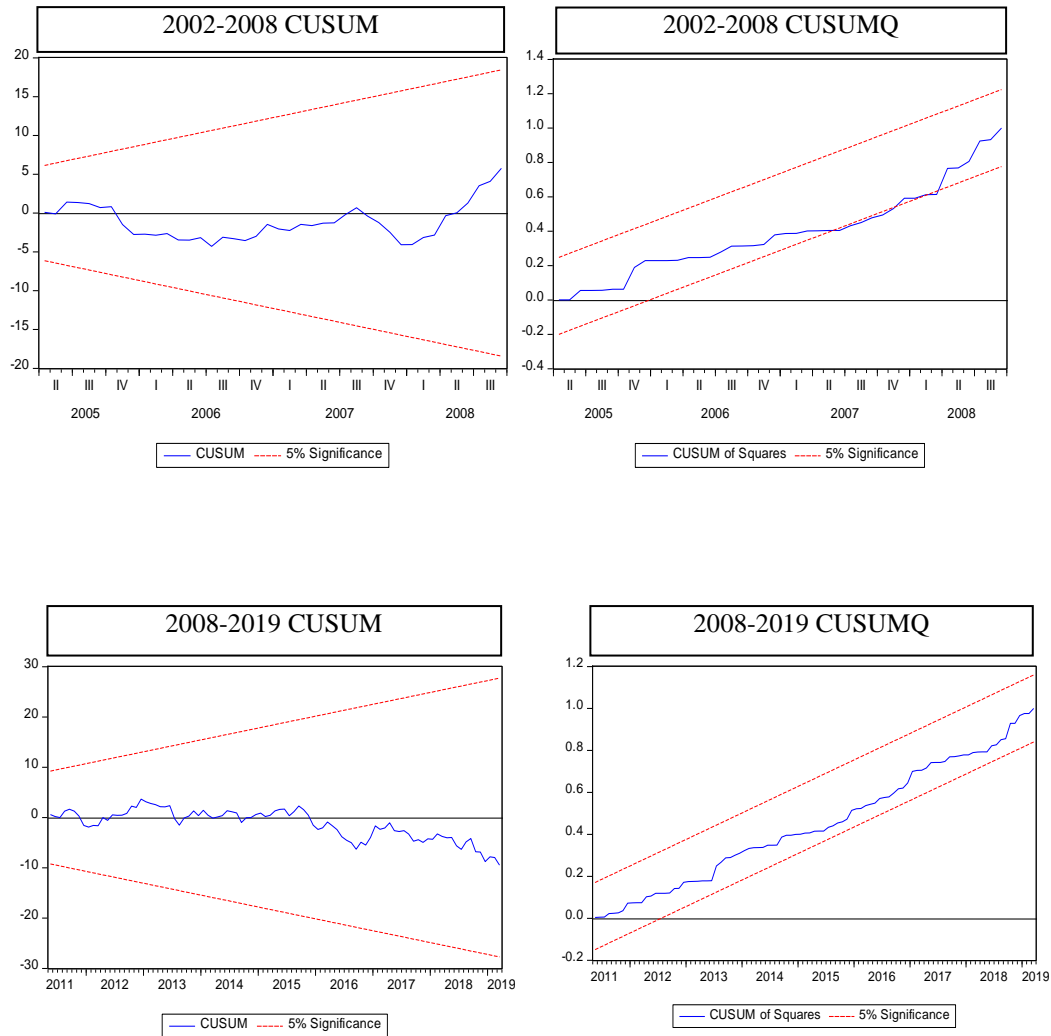 2002-2008 CUSUM
20
15
10
5
0
-5
-10
-15
-20
II III IV I II III IV I II III IV I II III
2005 2006 2007 2008
CUSUM 5% Significance
2002-2008 CUSUMQ
1.4
1.2
1.0
0.8
0.6
0.4
0.2
0.0
-0.2
-0.4
II III IV I II III IV I II III IV I II III
2005 2006 2007 2008
CUSUM of Squares 5% Significance
2008-2019 CUSUM
30
20
10
0
-10
-20
-30
2011 2012 2013 2014 2015 2016 2017 2018 2019
CUSUM 5% Significance
2008-2019 CUSUMQ
1.2
1.0
0.8
0.6
0.4
0.2
0.0
-0.2
2011 2012 2013 2014 2015 2016 2017 2018 2019
CUSUM of Squares 5% Significance